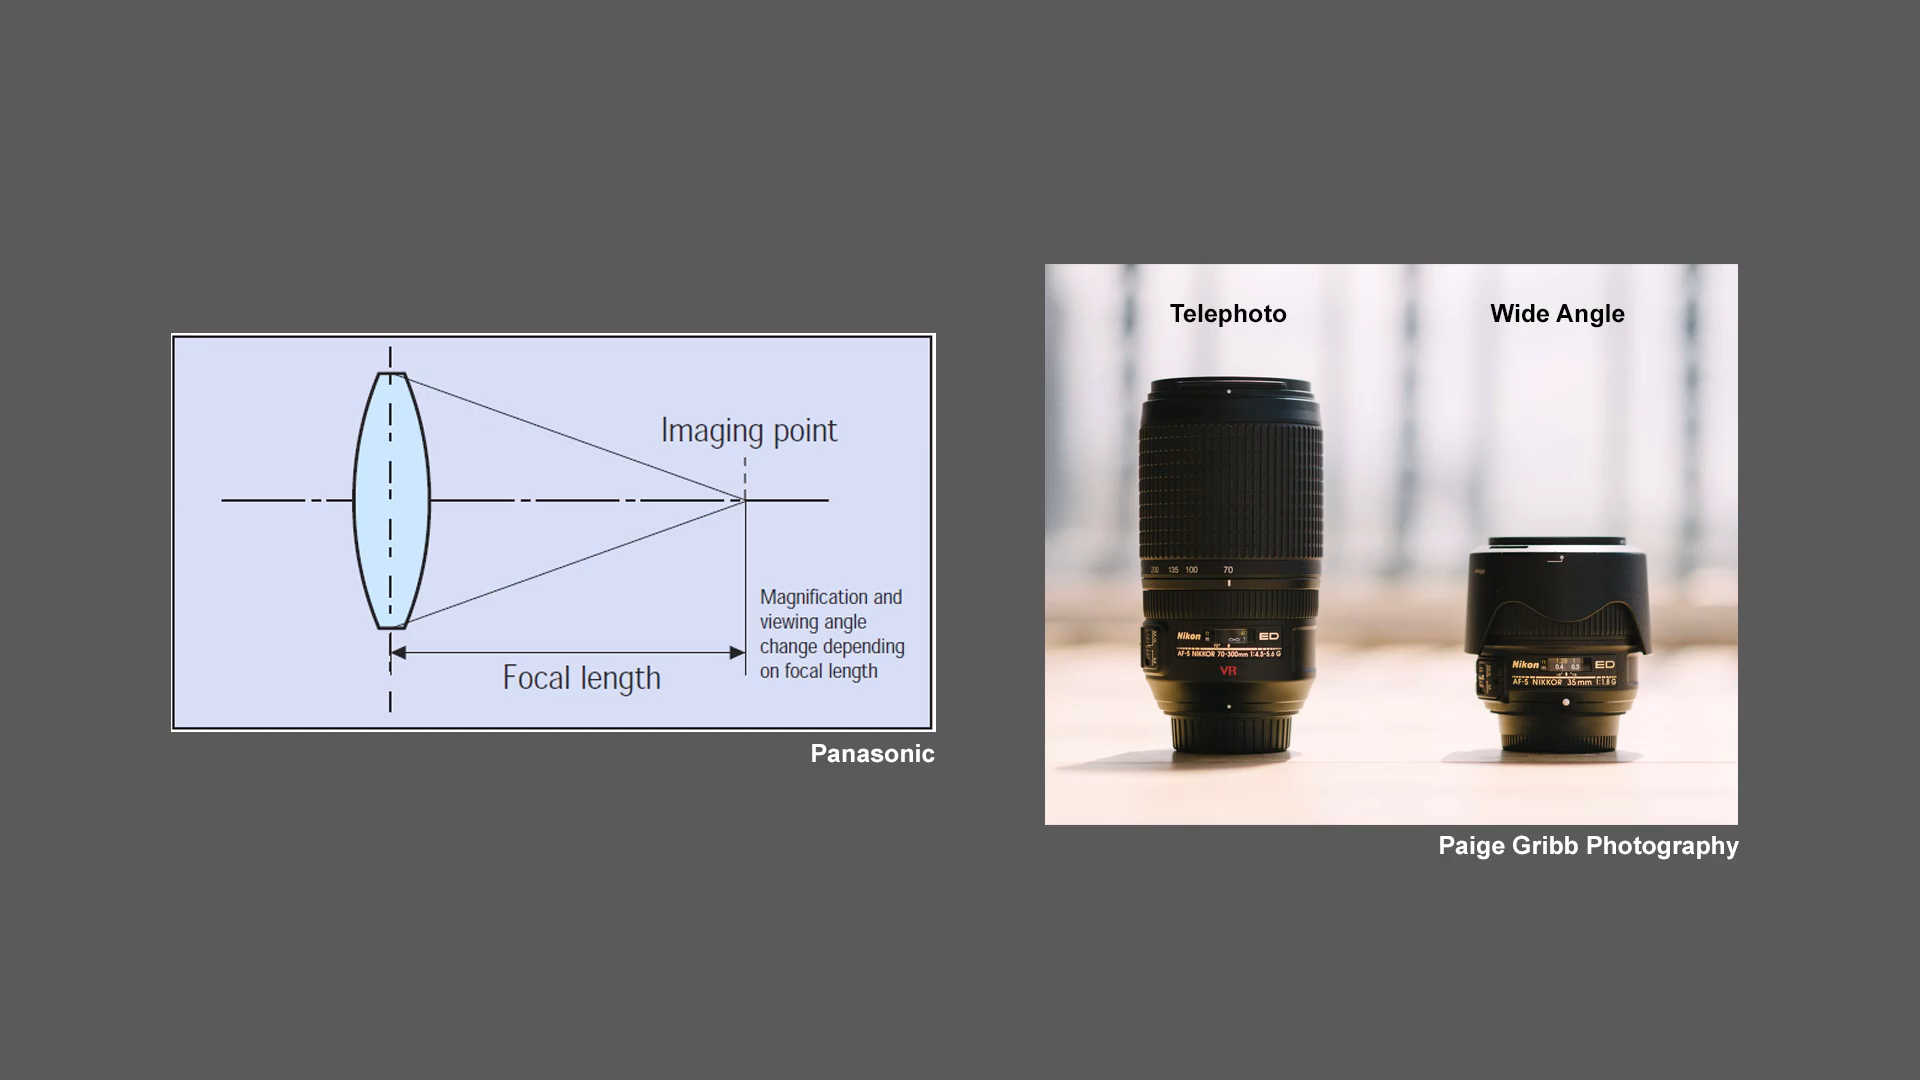 Imaging point
Magnification and
viewing angle
change depending
on focal length
Focal length
Panasonic
Telephoto
Wide Angle
200 135 100 70
Nikon
ED
AF-S NIKKOR 70-300mm 1:4.5-5.6 G
VR
Nikon
ED
AF-S NIKKOR 35mm 1:1.8 G
Paige Gribb Photography